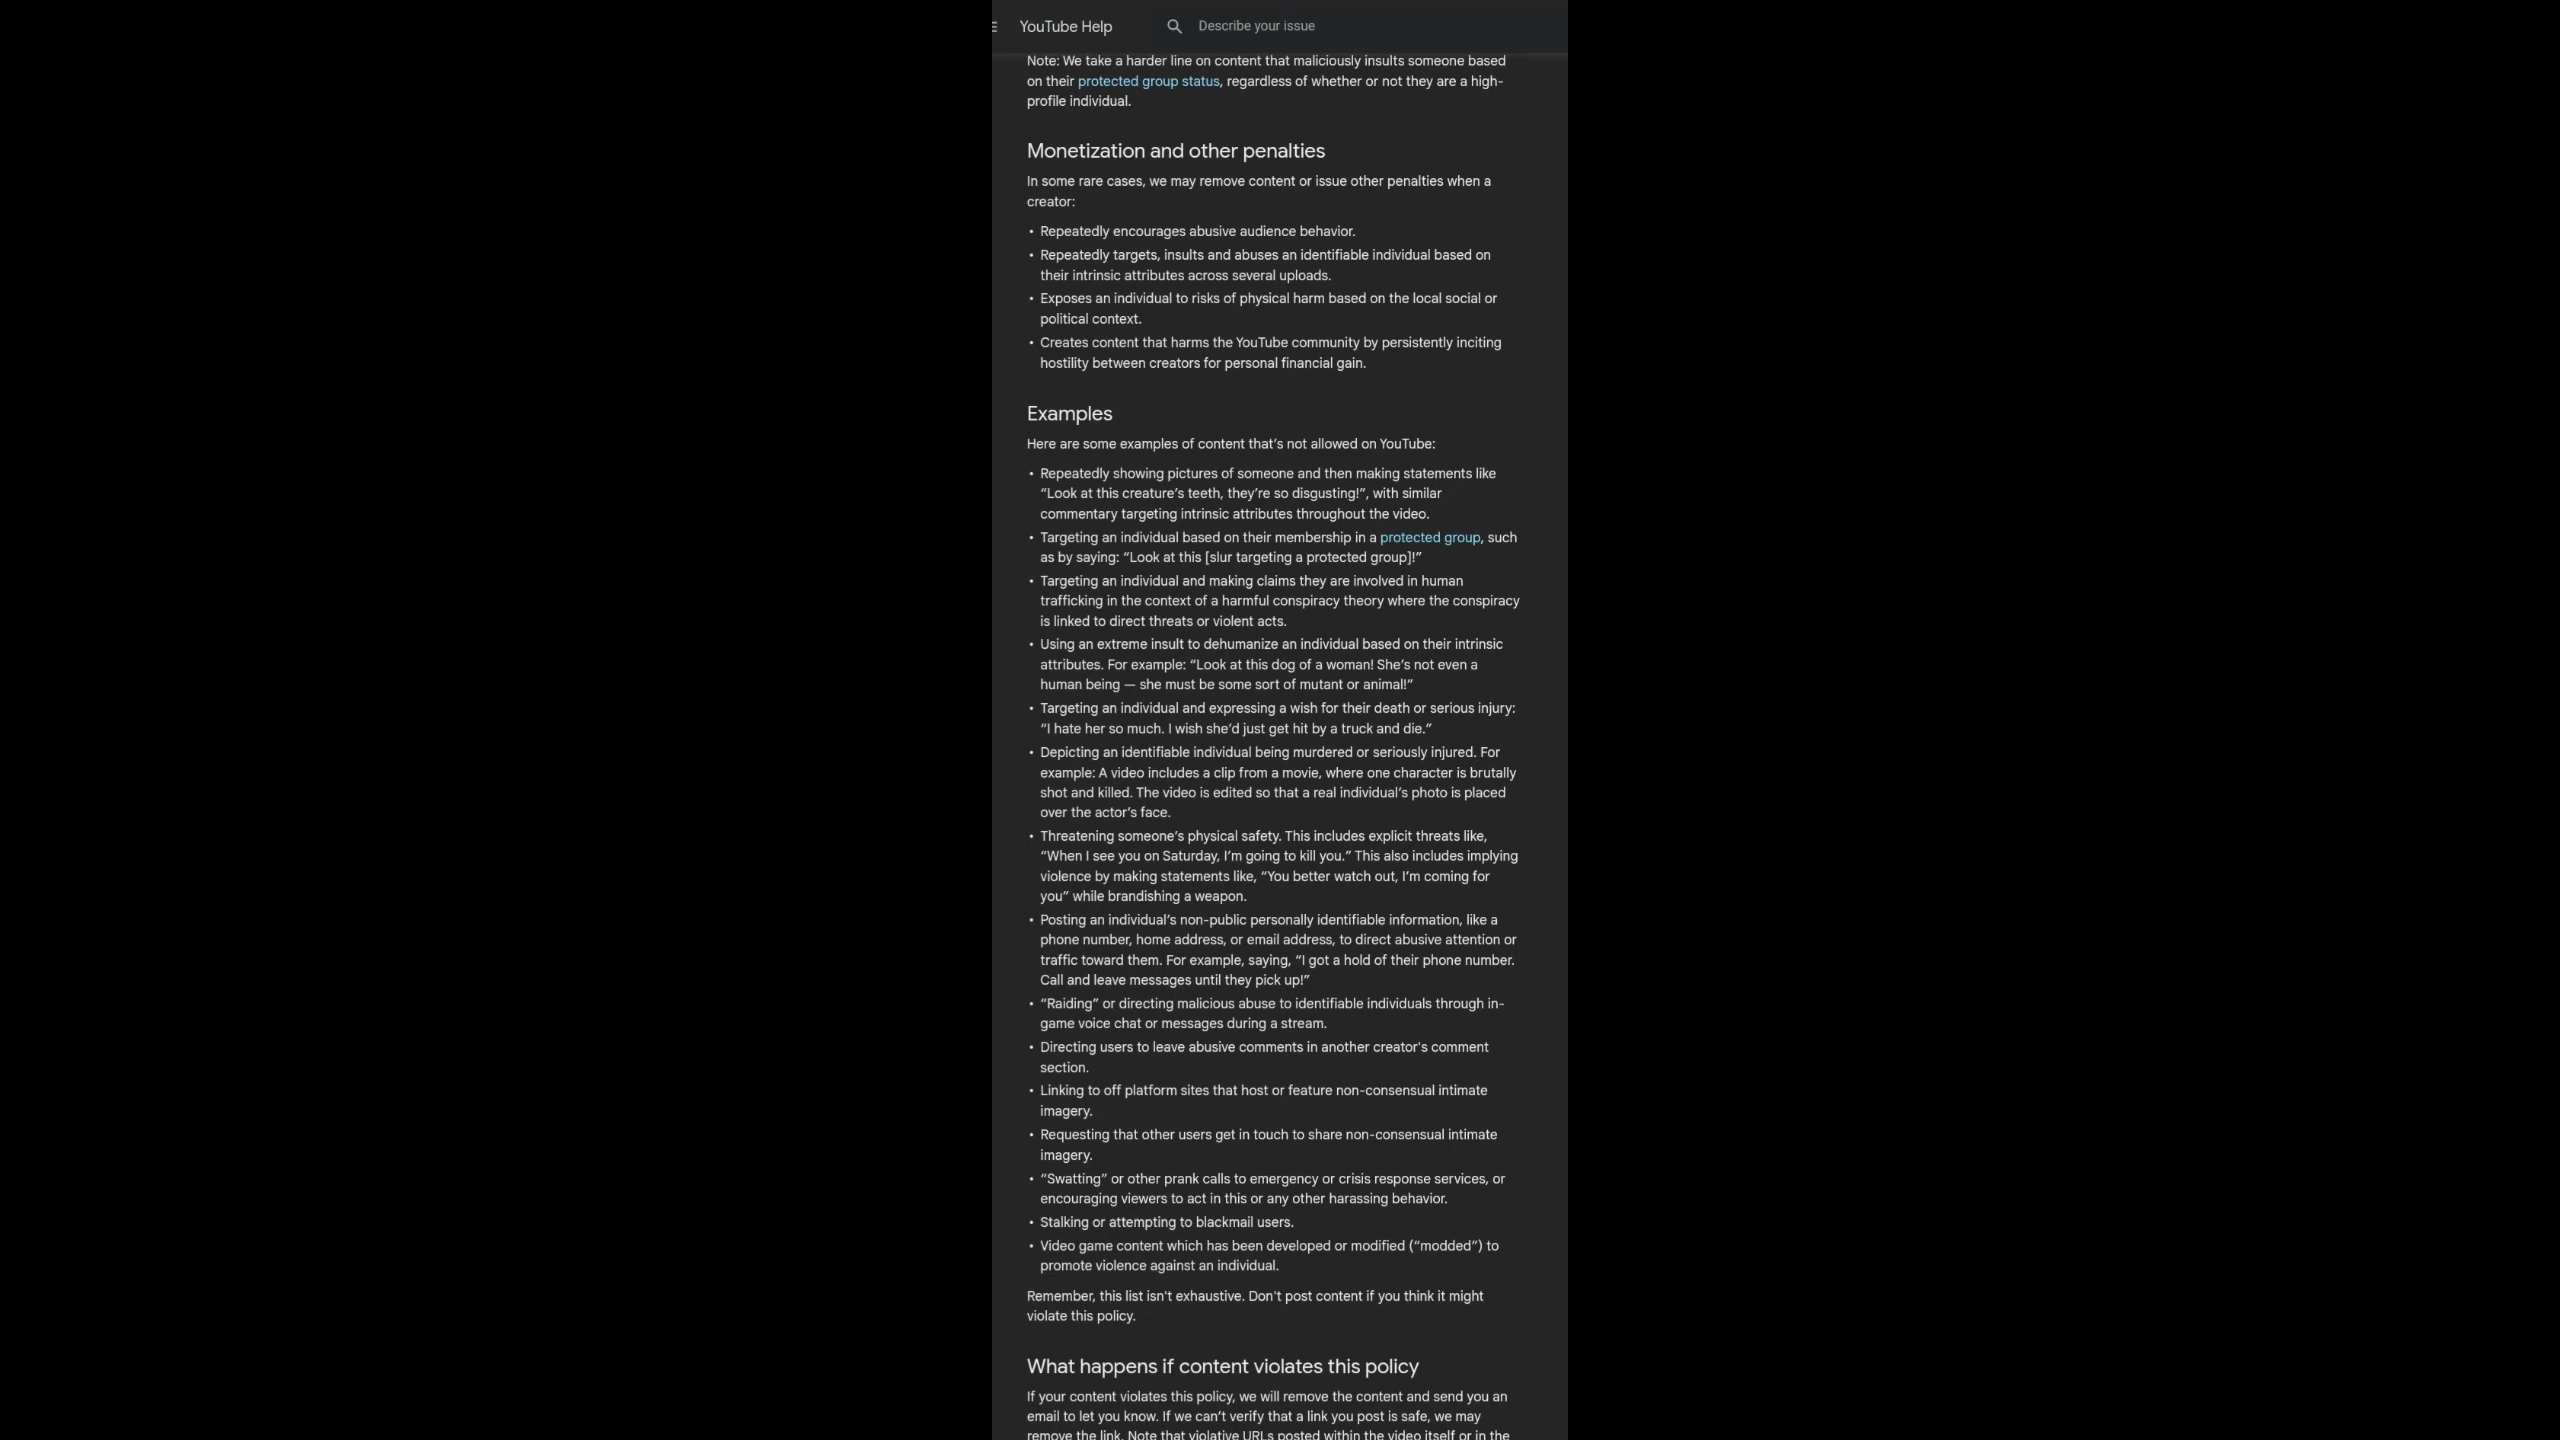 YouTube Help
Describe your issue
Note: We take a harder line on content that maliciously insults someone based
on their protected group status, regardless of whether or not they are a high-
profile individual.
Monetization and other penalties
In some rare cases, we may remove content or issue other penalties when a
creator:
• Repeatedly encourages abusive audience behavior.
• Repeatedly targets, insults and abuses an identifiable individual based on
their intrinsic attributes across several uploads.
• Exposes an individual to risks of physical harm based on the local social or
political context.
• Creates content that harms the YouTube community by persistently inciting
hostility between creators for personal financial gain.
Examples
Here are some examples of content that’s not allowed on YouTube:
• Repeatedly showing pictures of someone and then making statements like
“Look at this creature’s teeth, they’re so disgusting!”, with similar
commentary targeting intrinsic attributes throughout the video.
• Targeting an individual based on their membership in a protected group, such
as by saying: “Look at this [slur targeting a protected group]!”
• Targeting an individual and making claims they are involved in human
trafficking in the context of a harmful conspiracy theory where the conspiracy
is linked to direct threats or violent acts.
• Using an extreme insult to dehumanize an individual based on their intrinsic
attributes. For example: “Look at this dog of a woman! She’s not even a
human being — she must be some sort of mutant or animal!”
• Targeting an individual and expressing a wish for their death or serious injury:
“I hate her so much. I wish she’d just get hit by a truck and die.”
• Depicting an identifiable individual being murdered or seriously injured. For
example: A video includes a clip from a movie, where one character is brutally
shot and killed. The video is edited so that a real individual’s photo is placed
over the actor’s face.
• Threatening someone’s physical safety. This includes explicit threats like,
“When I see you on Saturday, I’m going to kill you.” This also includes implying
violence by making statements like, “You better watch out, I’m coming for
you” while brandishing a weapon.
• Posting an individual’s non-public personally identifiable information, like a
phone number, home address, or email address, to direct abusive attention or
traffic toward them. For example, saying, “I got a hold of their phone number.
Call and leave messages until they pick up!”
• “Raiding” or directing malicious abuse to identifiable individuals through in-
game voice chat or messages during a stream.
• Directing users to leave abusive comments in another creator's comment
section.
• Linking to off platform sites that host or feature non-consensual intimate
imagery.
• Requesting that other users get in touch to share non-consensual intimate
imagery.
• “Swatting” or other prank calls to emergency or crisis response services, or
encouraging viewers to act in this or any other harassing behavior.
• Stalking or attempting to blackmail users.
• Video game content which has been developed or modified (“modded”) to
promote violence against an individual.
Remember, this list isn't exhaustive. Don't post content if you think it might
violate this policy.
What happens if content violates this policy
If your content violates this policy, we will remove the content and send you an
email to let you know. If we can’t verify that a link you post is safe, we may
remove the link. Note that violative URLs posted within the video itself or in the